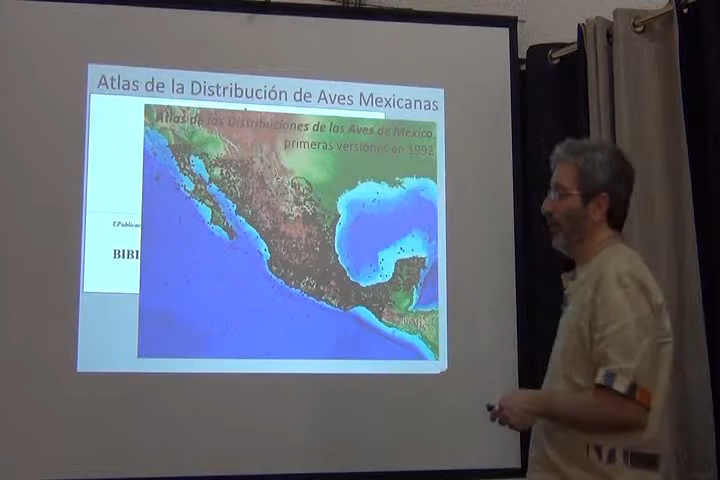 Atlas de la Distribución de Aves Mexicanas
Atlas de las Distribuciones de las Aves de México
primeras versiones en 1992